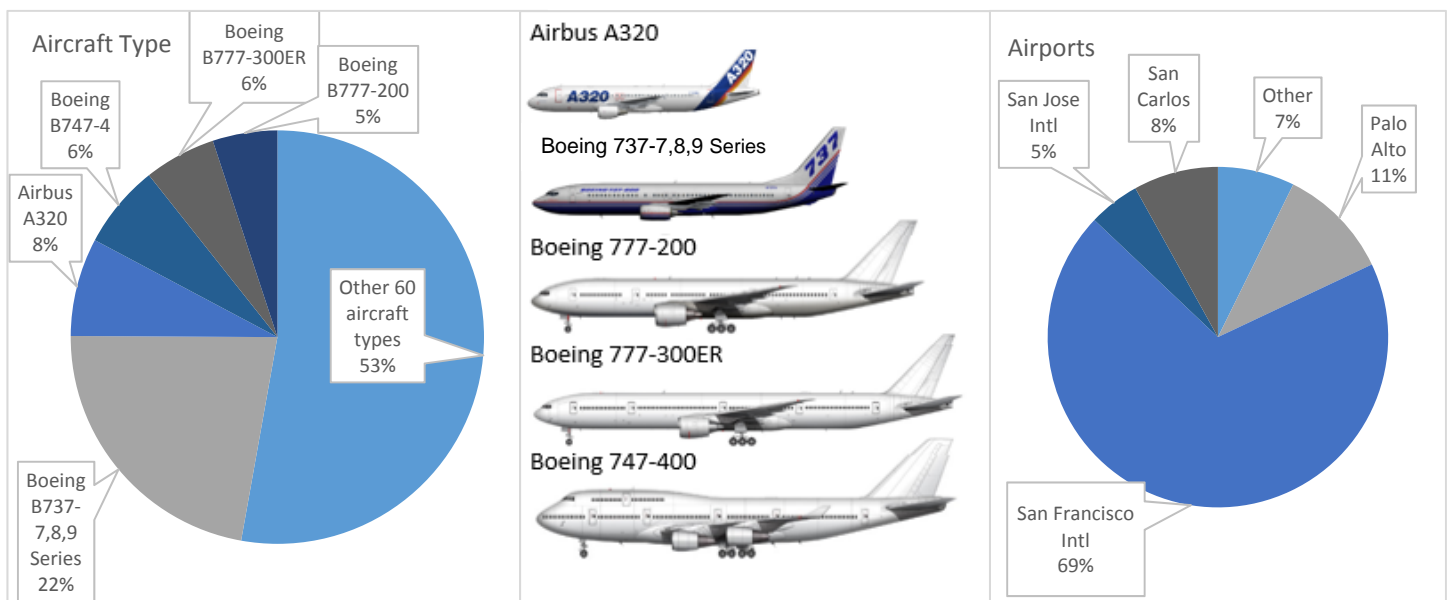 Aircraft Type
Boeing
B777-300ER
6%
Boeing
B777-200
5%
Boeing
B747-4
6%
Airbus
A320
8%
Other 60
aircraft
types
53%
Boeing
B737-
7,8,9
Series
22%
Airbus A320
A320
A320
Boeing 737-7,8,9 Series
737
Boeing 777-200
Boeing 777-300ER
Boeing 747-400
Airports
San Jose
Intl
5%
San
Carlos
8%
Other
7%
Palo
Alto
11%
San Francisco
Intl
69%